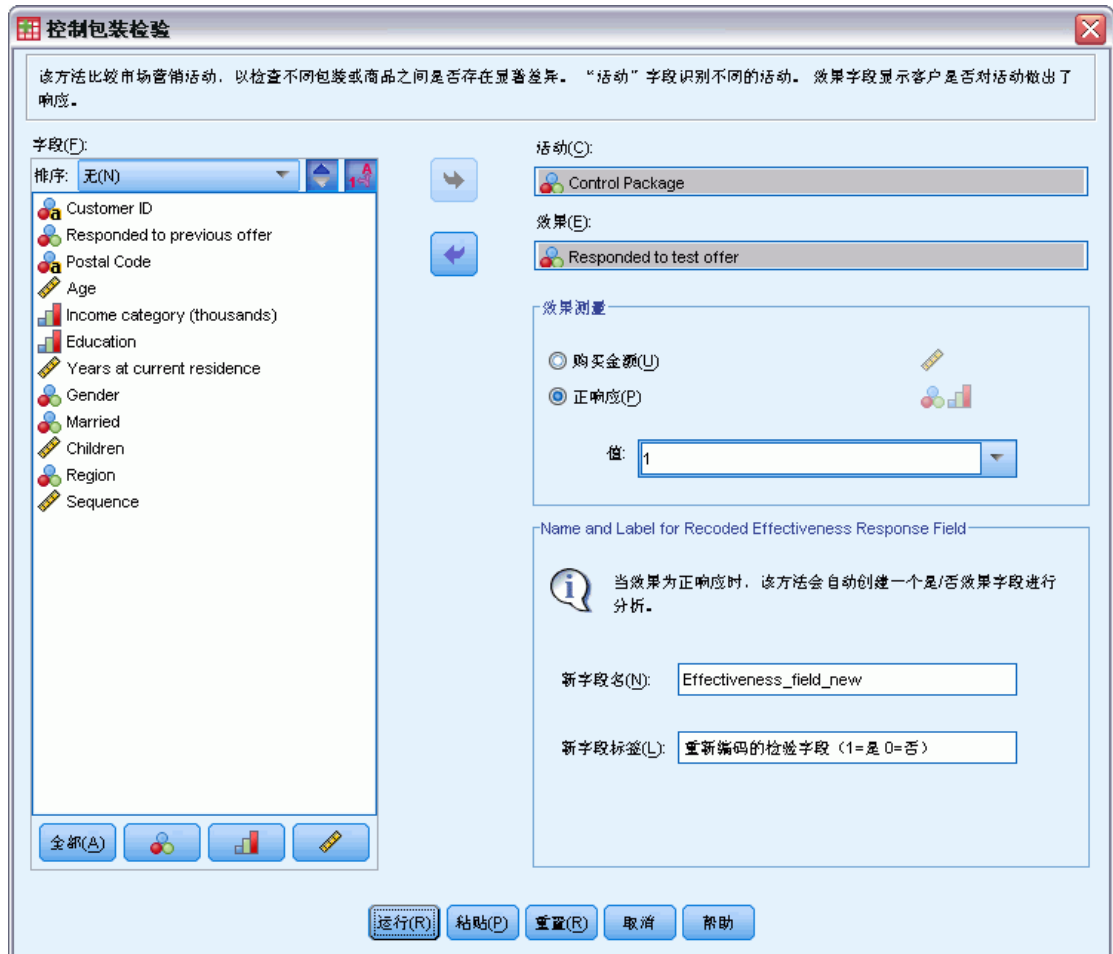 控制包装检验
该方法比较市场营销活动，以检查不同包装或商品之间是否存在显著差异。 “活动”字段识别不同的活动。 效果字段显示客户是否对活动做出了
响应。
字段(F):
排序: 无(N)
Customer ID
Responded to previous offer
Postal Code
Age
Income category (thousands)
Education
Years at current residence
Gender
Married
Children
Region
Sequence
全部(A)
活动(C):
Control Package
效果(E):
Responded to test offer
效果测量
购买金额(U)
正响应(P)
值: 1
Name and Label for Recoded Effectiveness Response Field
当效果为正响应时，该方法会自动创建一个是/否效果字段进行
分析。
新字段名(N): Effectiveness_field_new
新字段标签(L): 重新编码的检验字段（1=是 0=否）
运行(R) 粘贴(P) 重置(R) 取消 帮助